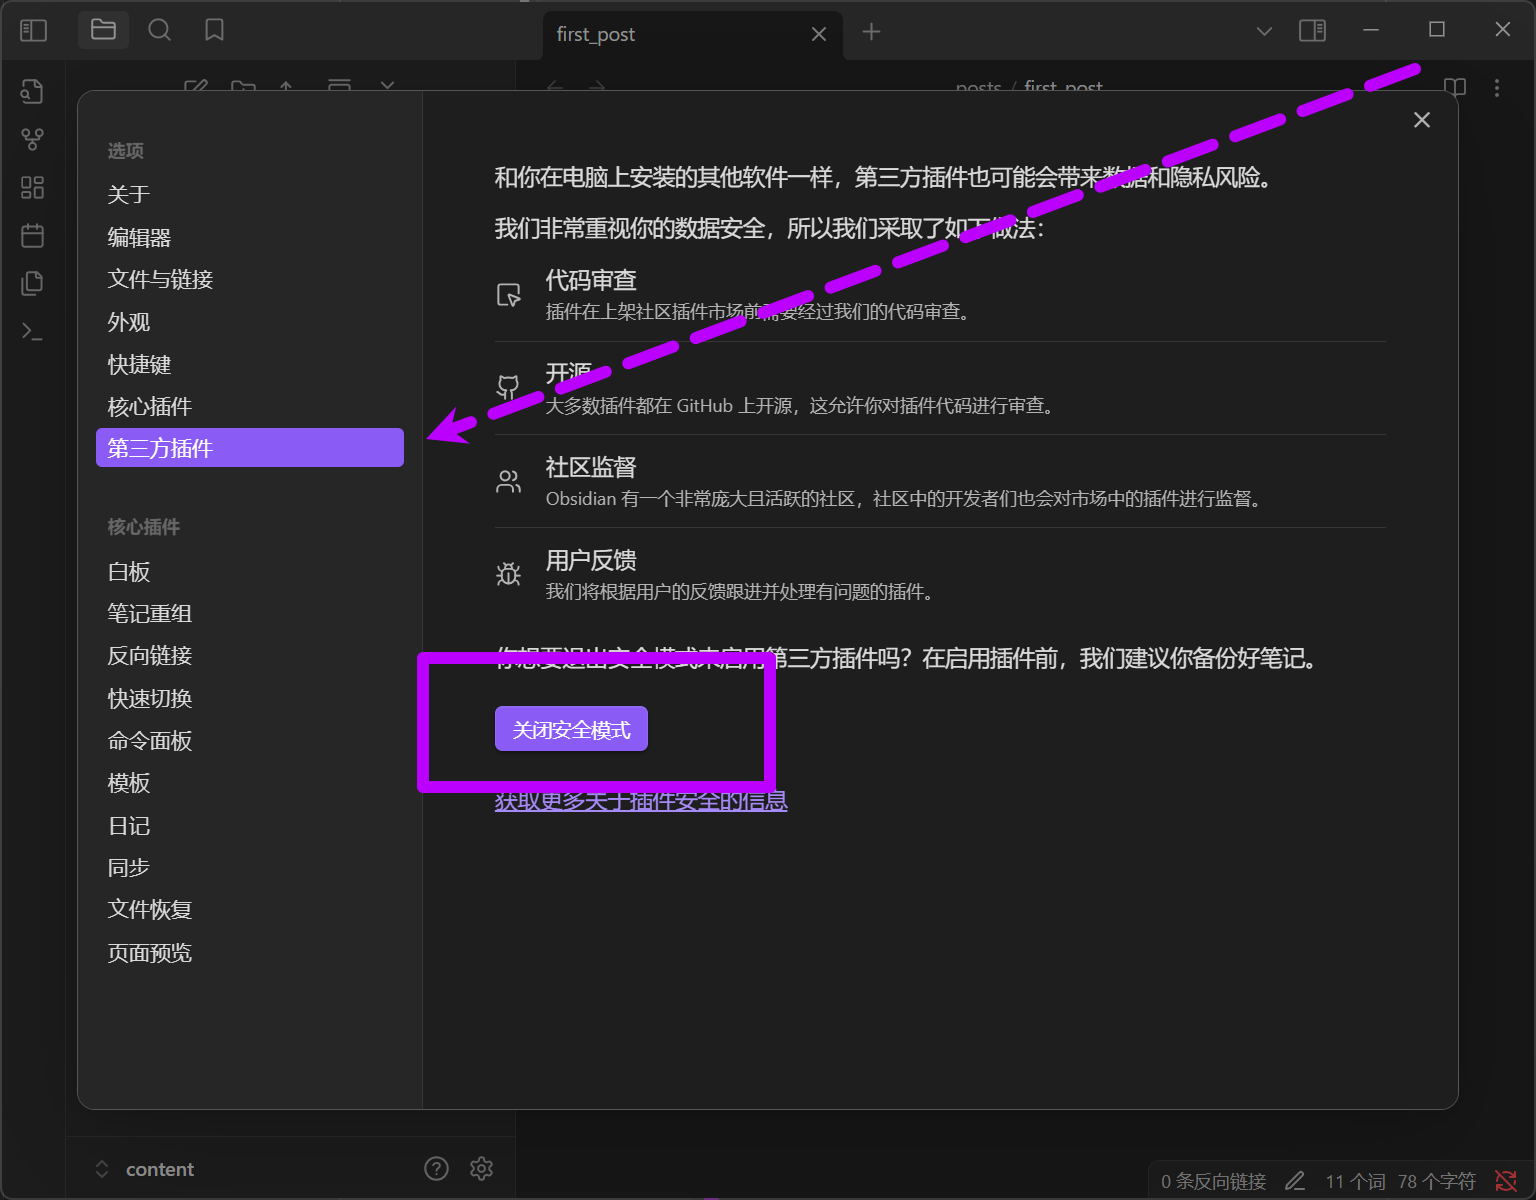 first_post
posts / first_post
选项
关于
编辑器
文件与链接
外观
快捷键
核心插件
第三方插件
核心插件
白板
笔记重组
反向链接
快速切换
命令面板
模板
日记
同步
文件恢复
页面预览
和你在电脑上安装的其他软件一样，第三方插件也可能会带来数据和隐私风险。
我们非常重视你的数据安全，所以我们采取了如下做法：
代码审查
插件在上架社区插件市场前需要经过我们的代码审查。
开源
大多数插件都在 GitHub 上开源，这允许你对插件代码进行审查。
社区监督
Obsidian 有一个非常庞大且活跃的社区，社区中的开发者们也会对市场中的插件进行监督。
用户反馈
我们将根据用户的反馈跟进并处理有问题的插件。
你想要退出安全模式来启用第三方插件吗？在启用插件前，我们建议你备份好笔记。
关闭安全模式
获取更多关于插件安全的信息
content
0 条反向链接
11 个词
78 个字符